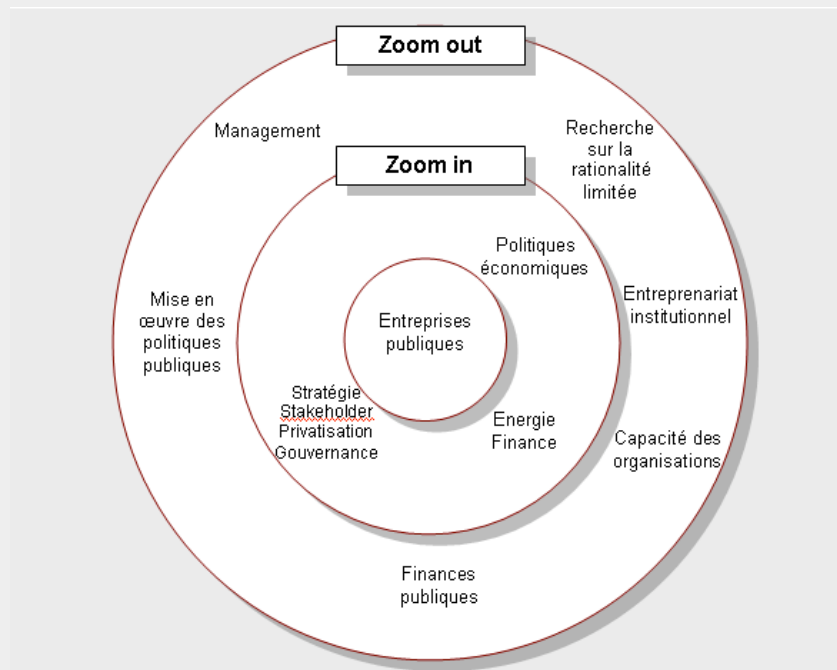 Zoom out
Management
Recherche
sur la
rationalité
limitée
Zoom in
Politiques
économiques
Mise en
œuvre des
politiques
publiques
Entreprises
publiques
Entreprenariat
institutionnel
Stratégie
Stakeholder
Privatisation
Gouvernance
Energie
Finance
Capacité des
organisations
Finances
publiques